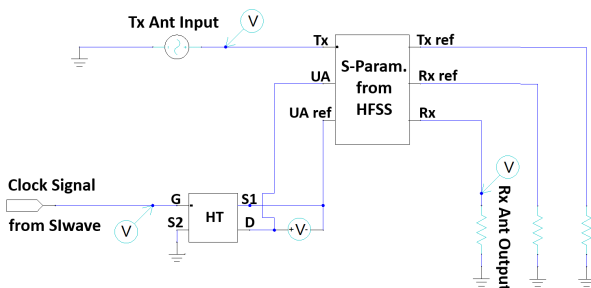 Tx Ant Input
V
Tx
Tx ref
UA
S-Param.
from
HFSS
Rx ref
UA ref
Rx
V
Clock Signal
from SIwave
V
G
S1
HT
S2
D
+V-
Rx Ant Output